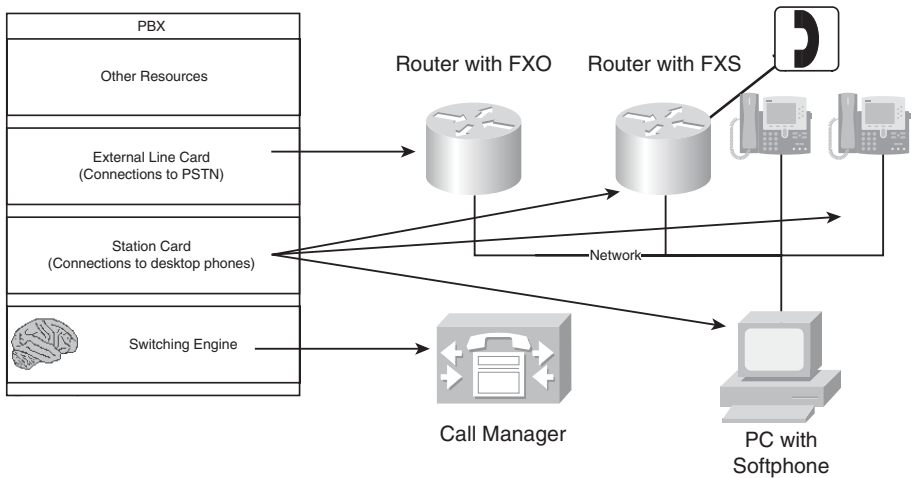 PBX
Other Resources
External Line Card
(Connections to PSTN)
Station Card
(Connections to desktop phones)
Switching Engine
Router with FXO
Router with FXS
Network
Call Manager
PC with
Softphone